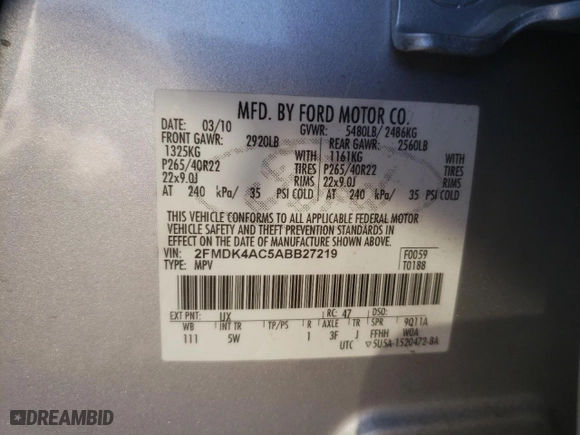 MFD. BY FORD MOTOR CO.
DATE: 03/10 GVWR: 5480LB/ 2486KG
FRONT GAWR: 2920LB REAR GAWR: 2560LB
1325KG WITH 1161KG WITH
P265/40R22 TIRES P265/40R22 TIRES
22x9.0J RIMS 22x9.0J RIMS
AT 240 kPa/ 35 PSI COLD AT 240 kPa/ 35 PSI COLD
THIS VEHICLE CONFORMS TO ALL APPLICABLE FEDERAL MOTOR
VEHICLE SAFETY AND BUMPER STANDARDS AND THEFT PREVENTION STANDARD IN
EFFECT ON THE DATE OF MANUFACTURE SHOWN ABOVE.
VIN: 2FMDK4AC5ABB27219 F0059
TYPE: MPV T0188
EXT PNT: UX RC: 47 DSO:
WB INT TR TP/PS R AXLE TR SPR 9Q11A
111 5W 1 3F J FFHH W0A
UTC 5U5A-1520472-BA
DREAMBID